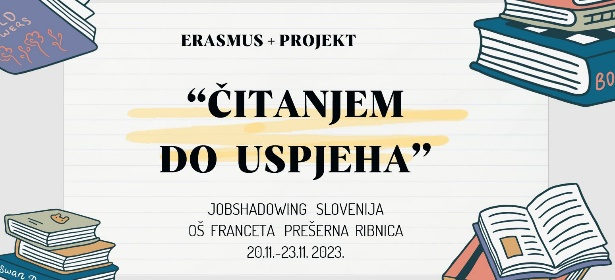 ERASMUS + PROJEKT
“ČITANJEM
DO USPJEHA”
JOBSHADOWING SLOVENIJA
OŠ FRANCETA PREŠERNA RIBNICA
20.11.-23.11. 2023.